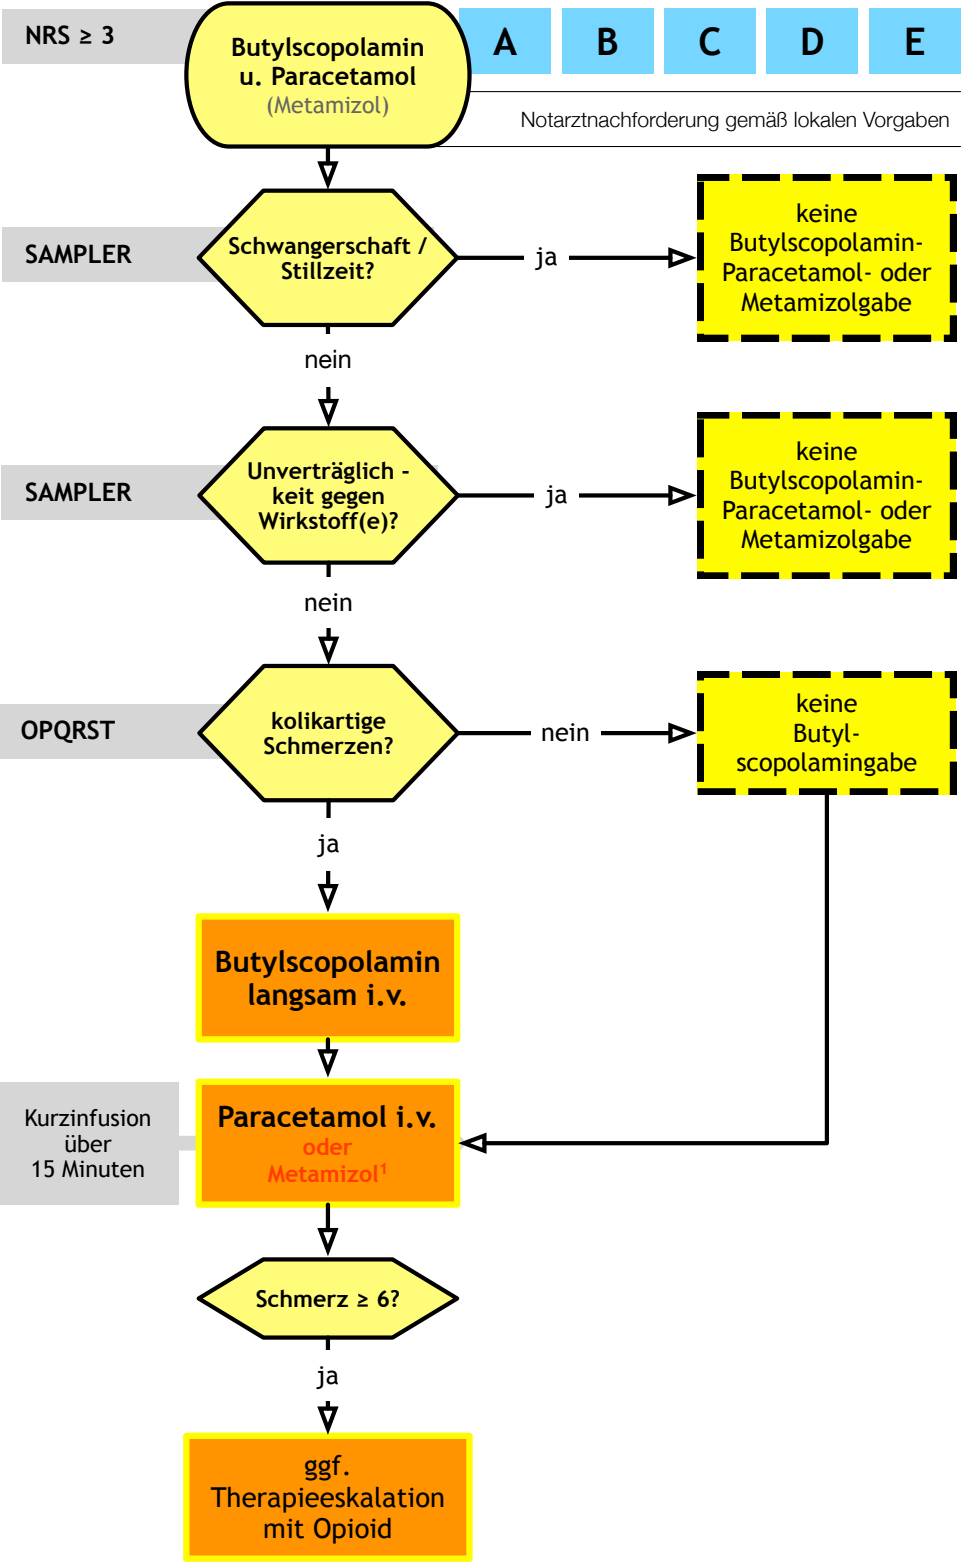 NRS ≥ 3
Butylscopolamin
u. Paracetamol
(Metamizol)
A B C D E
Notarztnachforderung gemäß lokalen Vorgaben
SAMPLER
Schwangerschaft /
Stillzeit?
ja
keine
Butylscopolamin-
Paracetamol- oder
Metamizolgabe
nein
SAMPLER
Unverträglich -
keit gegen
Wirkstoff(e)?
ja
keine
Butylscopolamin-
Paracetamol- oder
Metamizolgabe
nein
OPQRST
kolikartige
Schmerzen?
nein
keine
Butyl-
scopolamingabe
ja
Butylscopolamin
langsam i.v.
Kurzinfusion
über
15 Minuten
Paracetamol i.v.
oder
Metamizol¹
Schmerz ≥ 6?
ja
ggf.
Therapieeskalation
mit Opioid